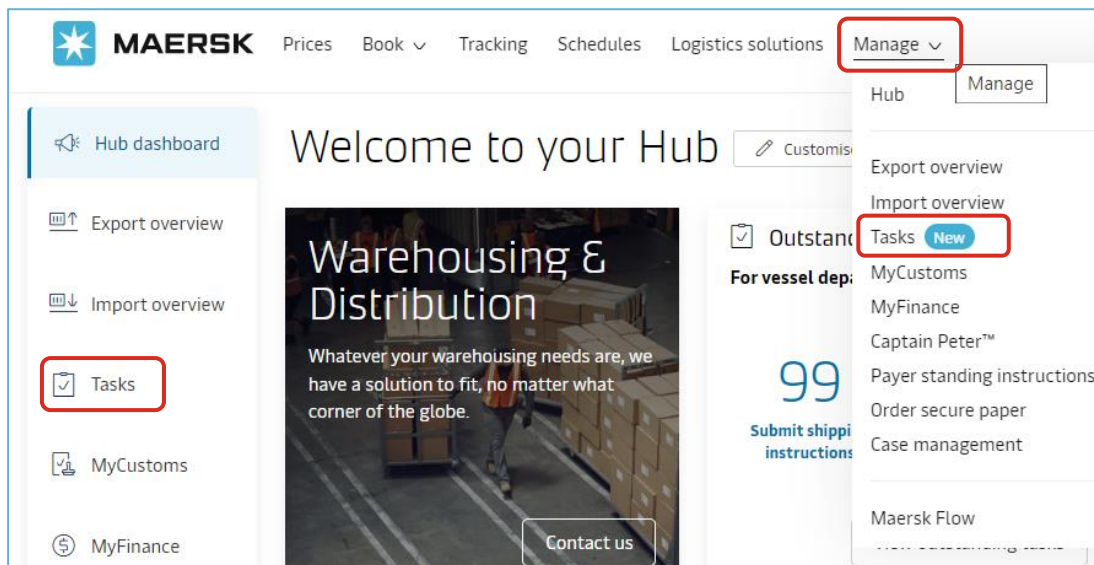 MAERSK
Prices
Book
Tracking
Schedules
Logistics solutions
Manage
Manage
Hub
Export overview
Import overview
Tasks New
MyCustoms
MyFinance
Captain Peter™
Payer standing instructions
Order secure paper
Case management
Maersk Flow
Hub dashboard
Export overview
Import overview
Tasks
MyCustoms
MyFinance
Welcome to your Hub
Warehousing &
Distribution
Whatever your warehousing needs are, we
have a solution to fit, no matter what
corner of the globe.
Contact us
For vessel
99
Submit
instructions